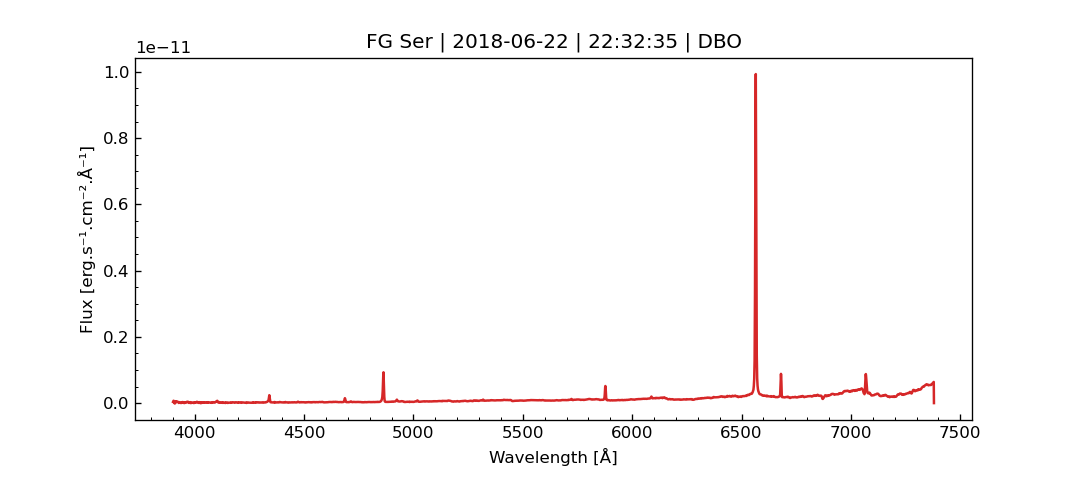 FG Ser | 2018-06-22 | 22:32:35 | DBO
1e−11
1.0
0.8
0.6
0.4
0.2
0.0
Flux [erg.s⁻¹.cm⁻².Å⁻¹]
4000 4500 5000 5500 6000 6500 7000 7500
Wavelength [Å]